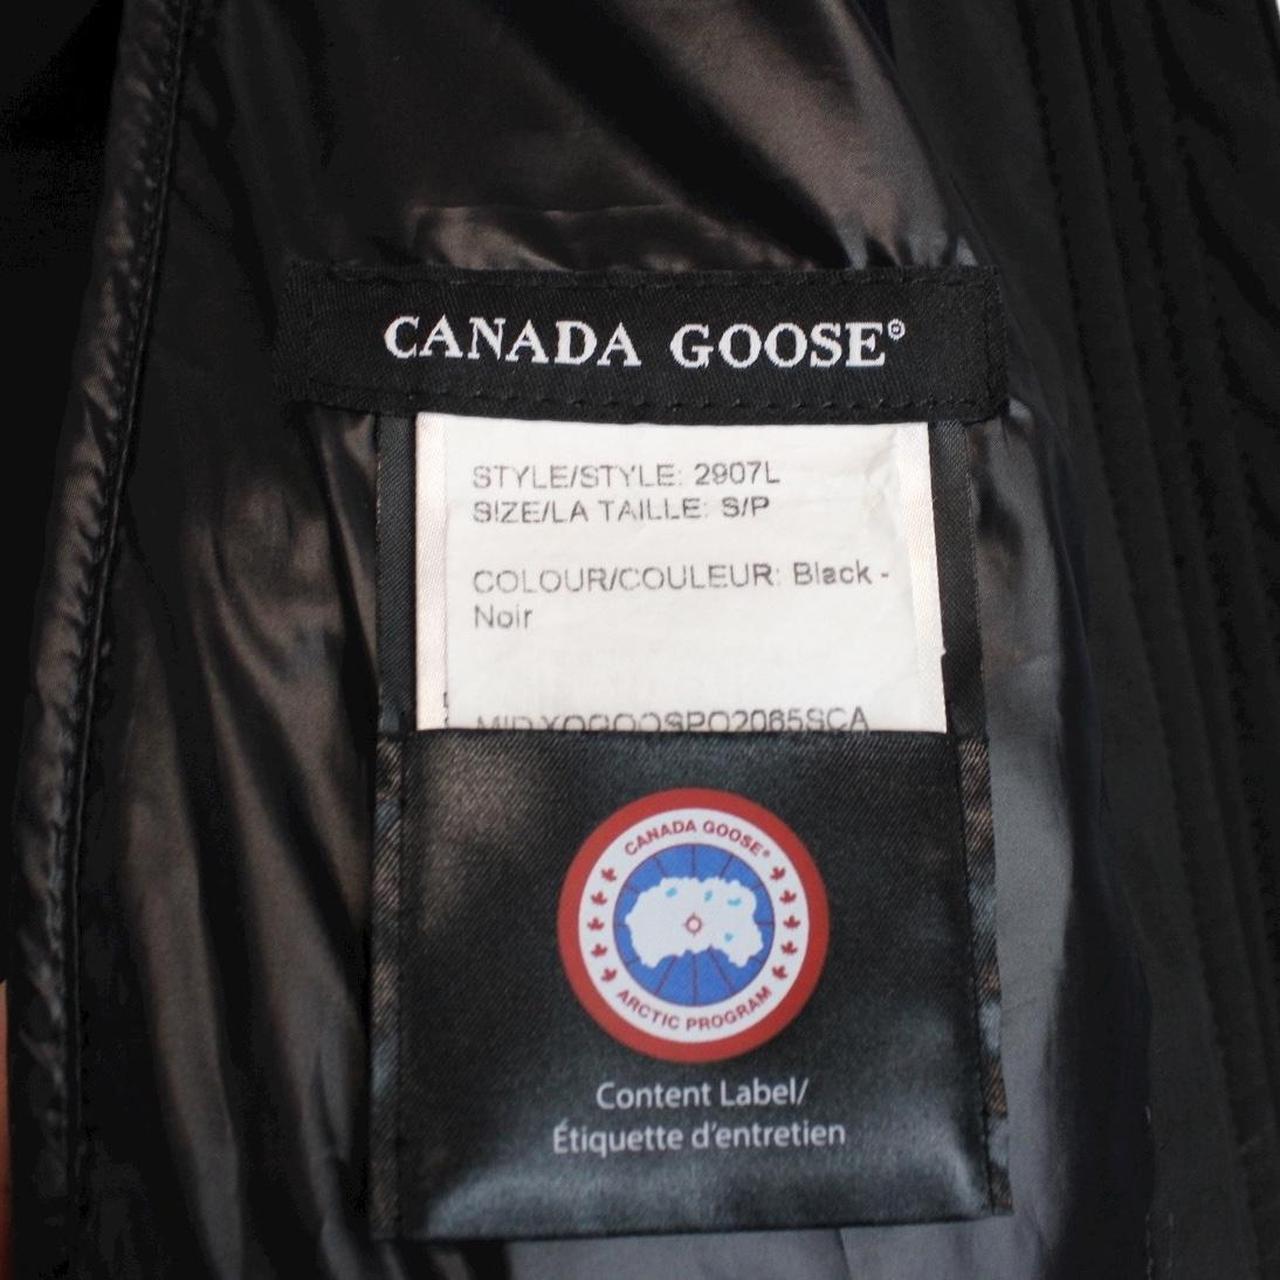 CANADA GOOSE®
STYLE/STYLE: 2907L
SIZE/LA TAILLE: S/P
COLOUR/COULEUR: Black -
Noir
CANADA GOOSE®
ARCTIC PROGRAM
Content Label/
Étiquette d'entretien